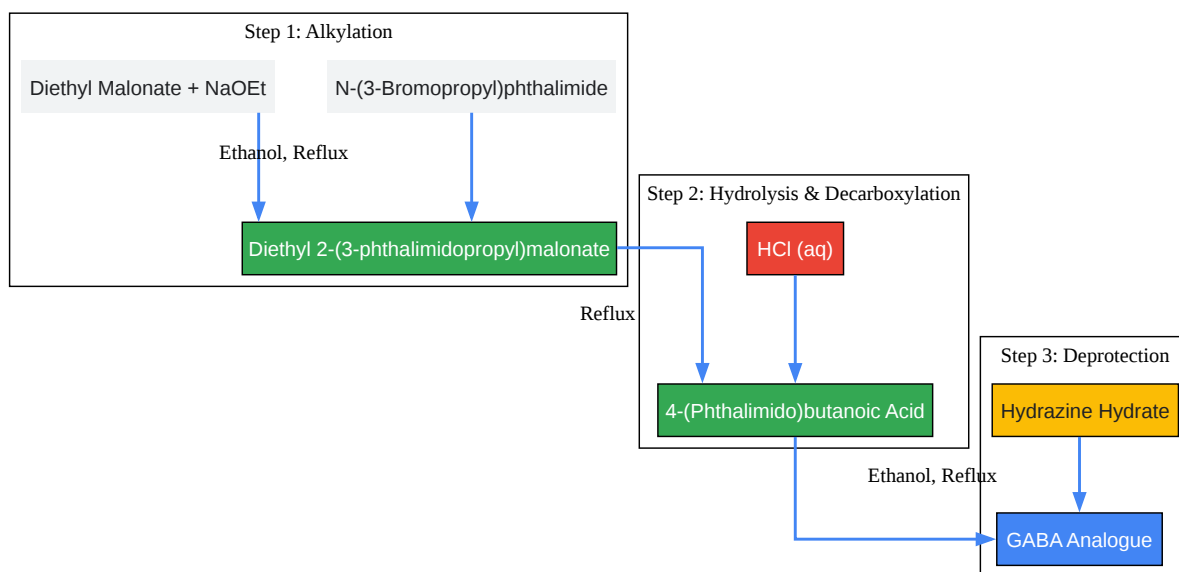 Step 1: Alkylation
Diethyl Malonate + NaOEt
N-(3-Bromopropyl)phthalimide
Ethanol, Reflux
Diethyl 2-(3-phthalimidopropyl)malonate
Step 2: Hydrolysis & Decarboxylation
HCl (aq)
Reflux
4-(Phthalimido)butanoic Acid
Step 3: Deprotection
Hydrazine Hydrate
Ethanol, Reflux
GABA Analogue